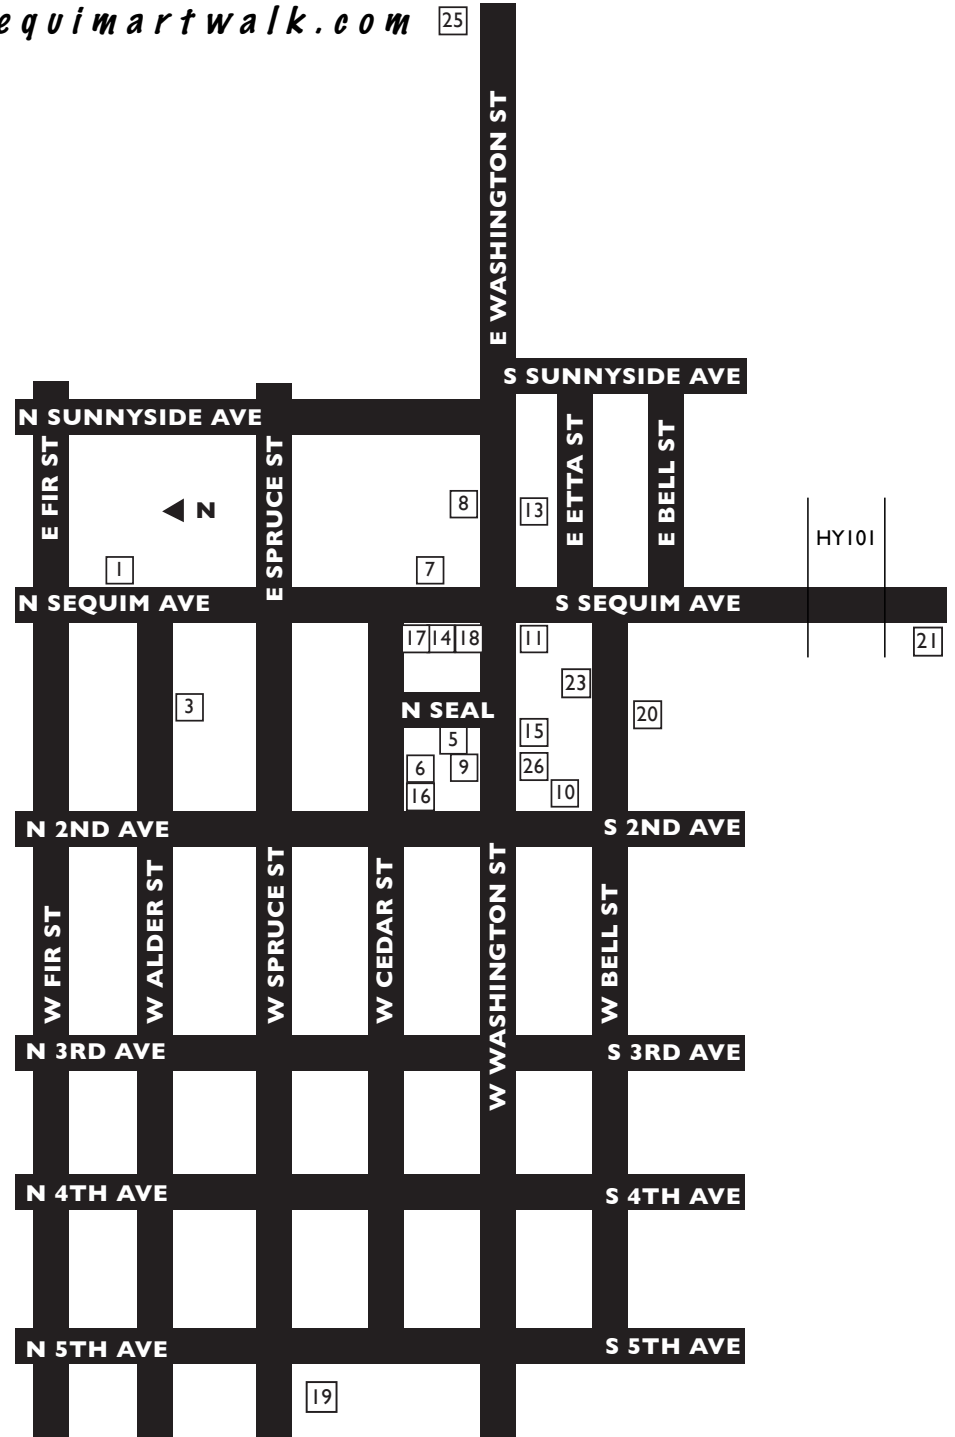 equimartwalk.com
25
E WASHINGTON ST
S SUNNYSIDE AVE
N SUNNYSIDE AVE
E FIR ST
E SPRUCE ST
E ETTA ST
E BELL ST
N
8
13
HY101
1
7
N SEQUIM AVE
S SEQUIM AVE
17
14
18
11
21
23
3
N SEAL
20
5
15
6
9
26
16
10
N 2ND AVE
S 2ND AVE
W FIR ST
W ALDER ST
W SPRUCE ST
W CEDAR ST
W WASHINGTON ST
W BELL ST
N 3RD AVE
S 3RD AVE
N 4TH AVE
S 4TH AVE
N 5TH AVE
S 5TH AVE
19